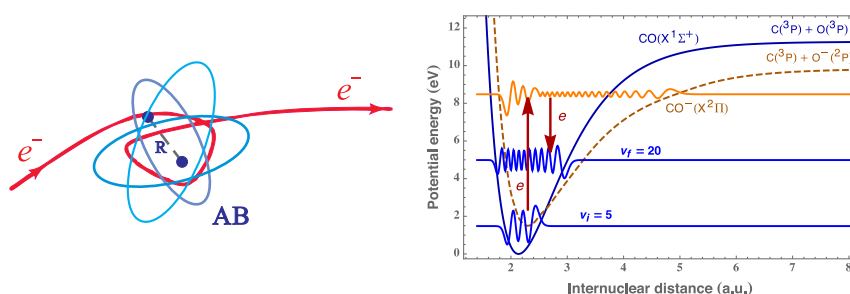 e⁻
e⁻
R
AB
Potential energy (eV)
12
10
8
6
4
2
0
CO(X¹Σ⁺)
C(³P) + O(³P)
C(³P) + O⁻(²P)
CO⁻(X²Π)
e
e
v_f = 20
v_i = 5
2
3
4
5
6
7
8
Internuclear distance (a.u.)